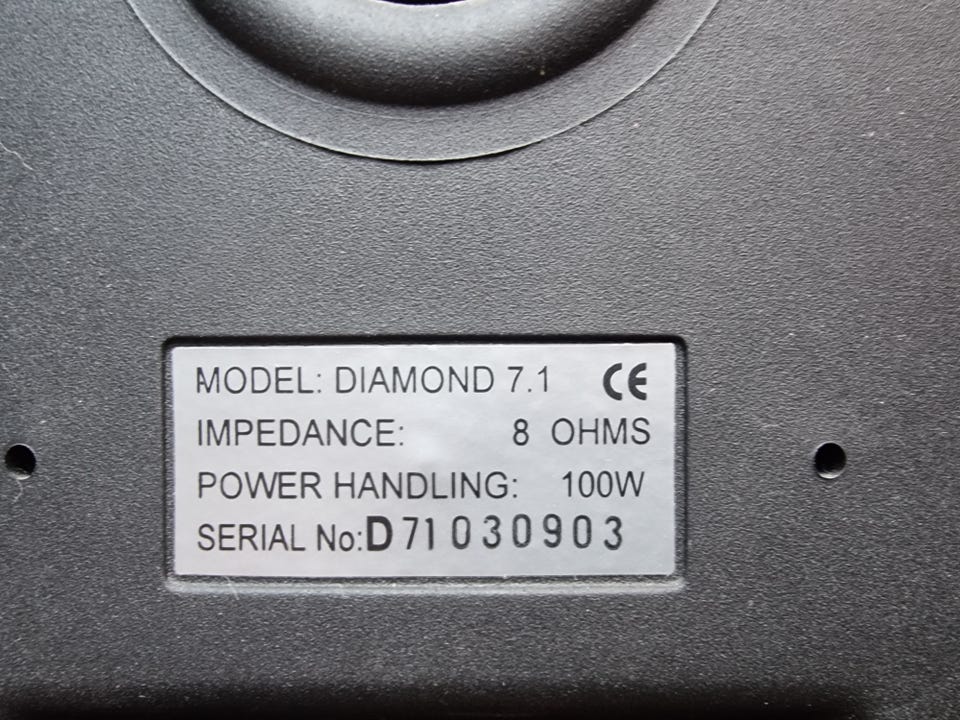 MODEL: DIAMOND 7.1 CE
IMPEDANCE: 8 OHMS
POWER HANDLING: 100W
SERIAL No:D71030903